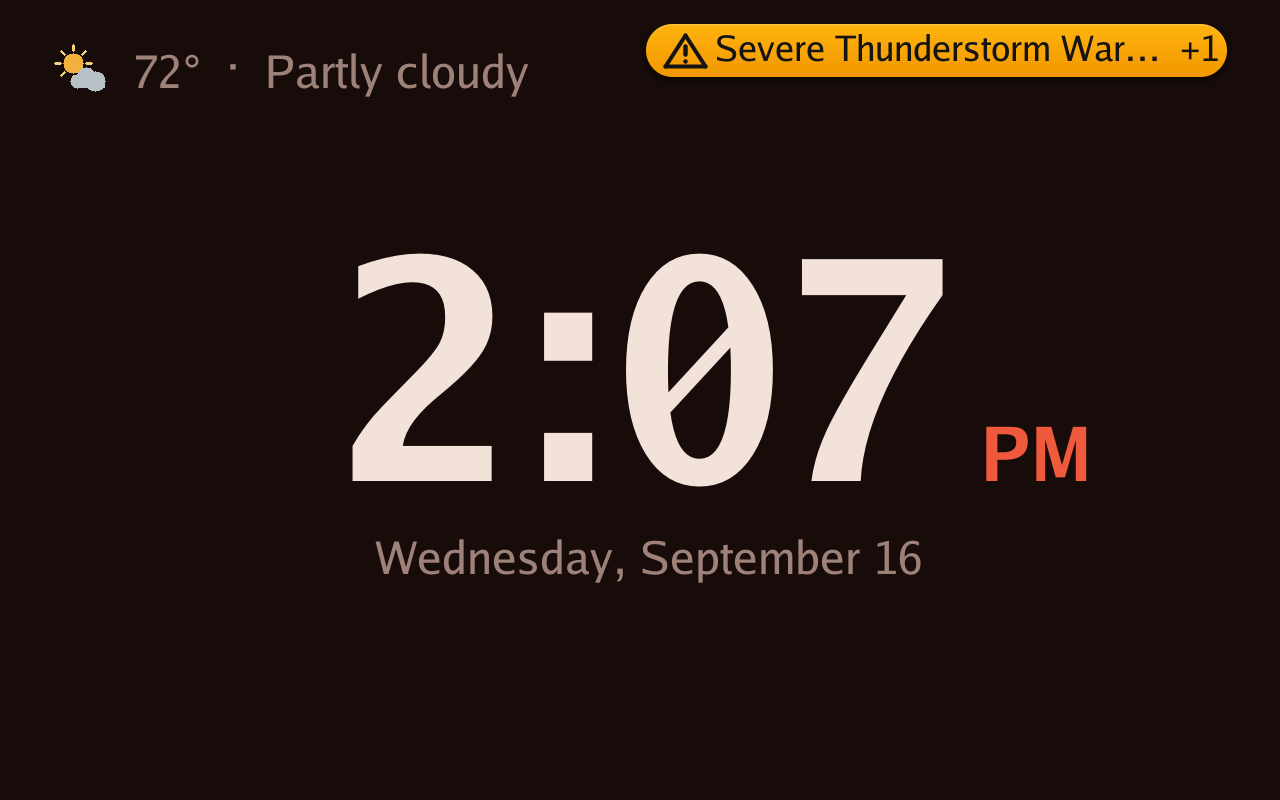 72° · Partly cloudy
Severe Thunderstorm War... +1
2:07 PM
Wednesday, September 16